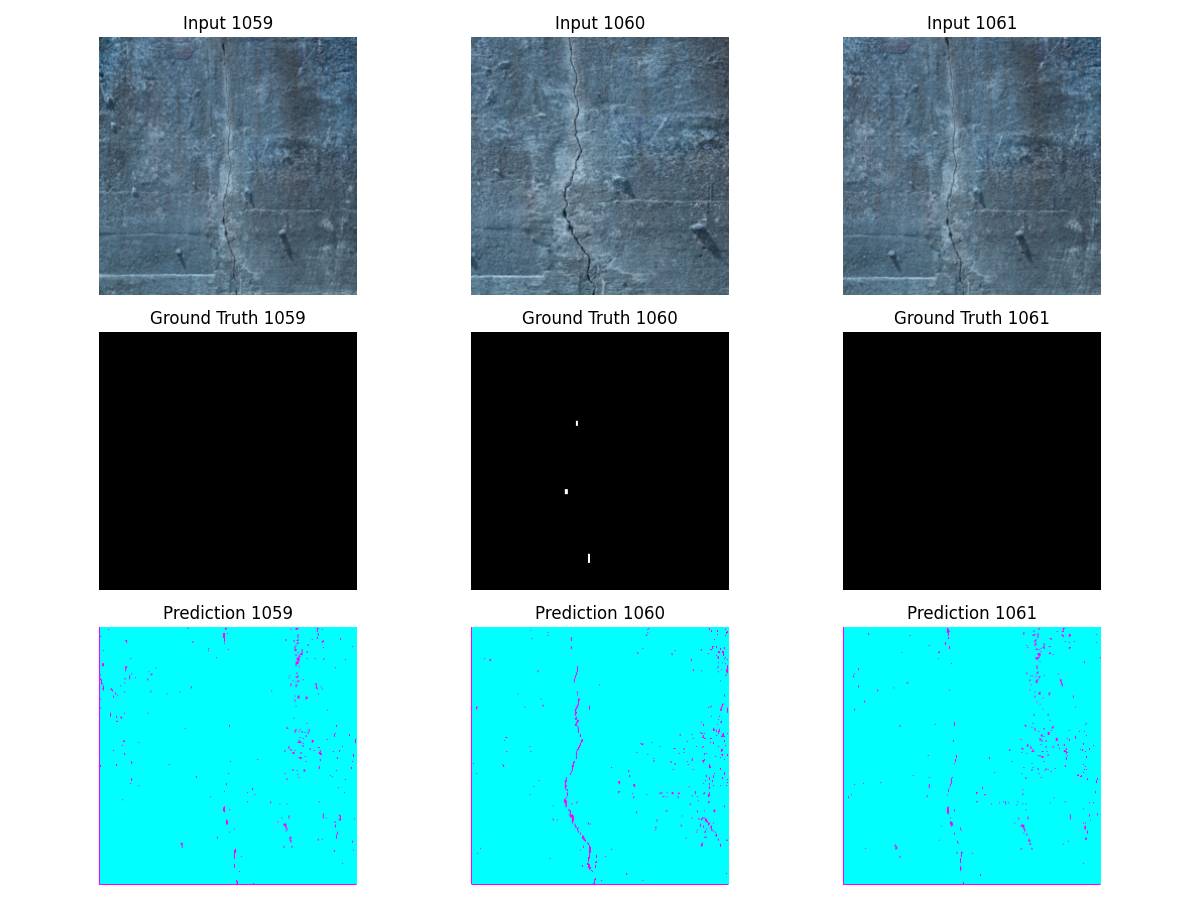 Input 1059
Input 1060
Input 1061
Ground Truth 1059
Ground Truth 1060
Ground Truth 1061
Prediction 1059
Prediction 1060
Prediction 1061